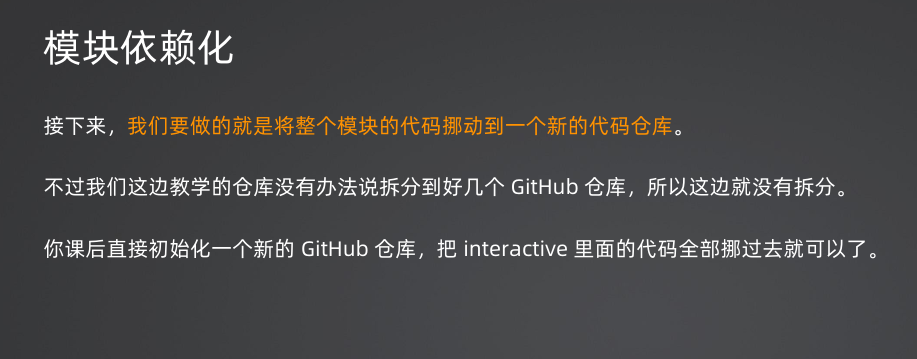 模块依赖化
接下来，我们要做的就是将整个模块的代码挪动到一个新的代码仓库。
不过我们这边教学的仓库没有办法说拆分到好几个 GitHub 仓库，所以这边就没有拆分。
你课后直接初始化一个新的 GitHub 仓库，把 interactive 里面的代码全部挪过去就可以了。